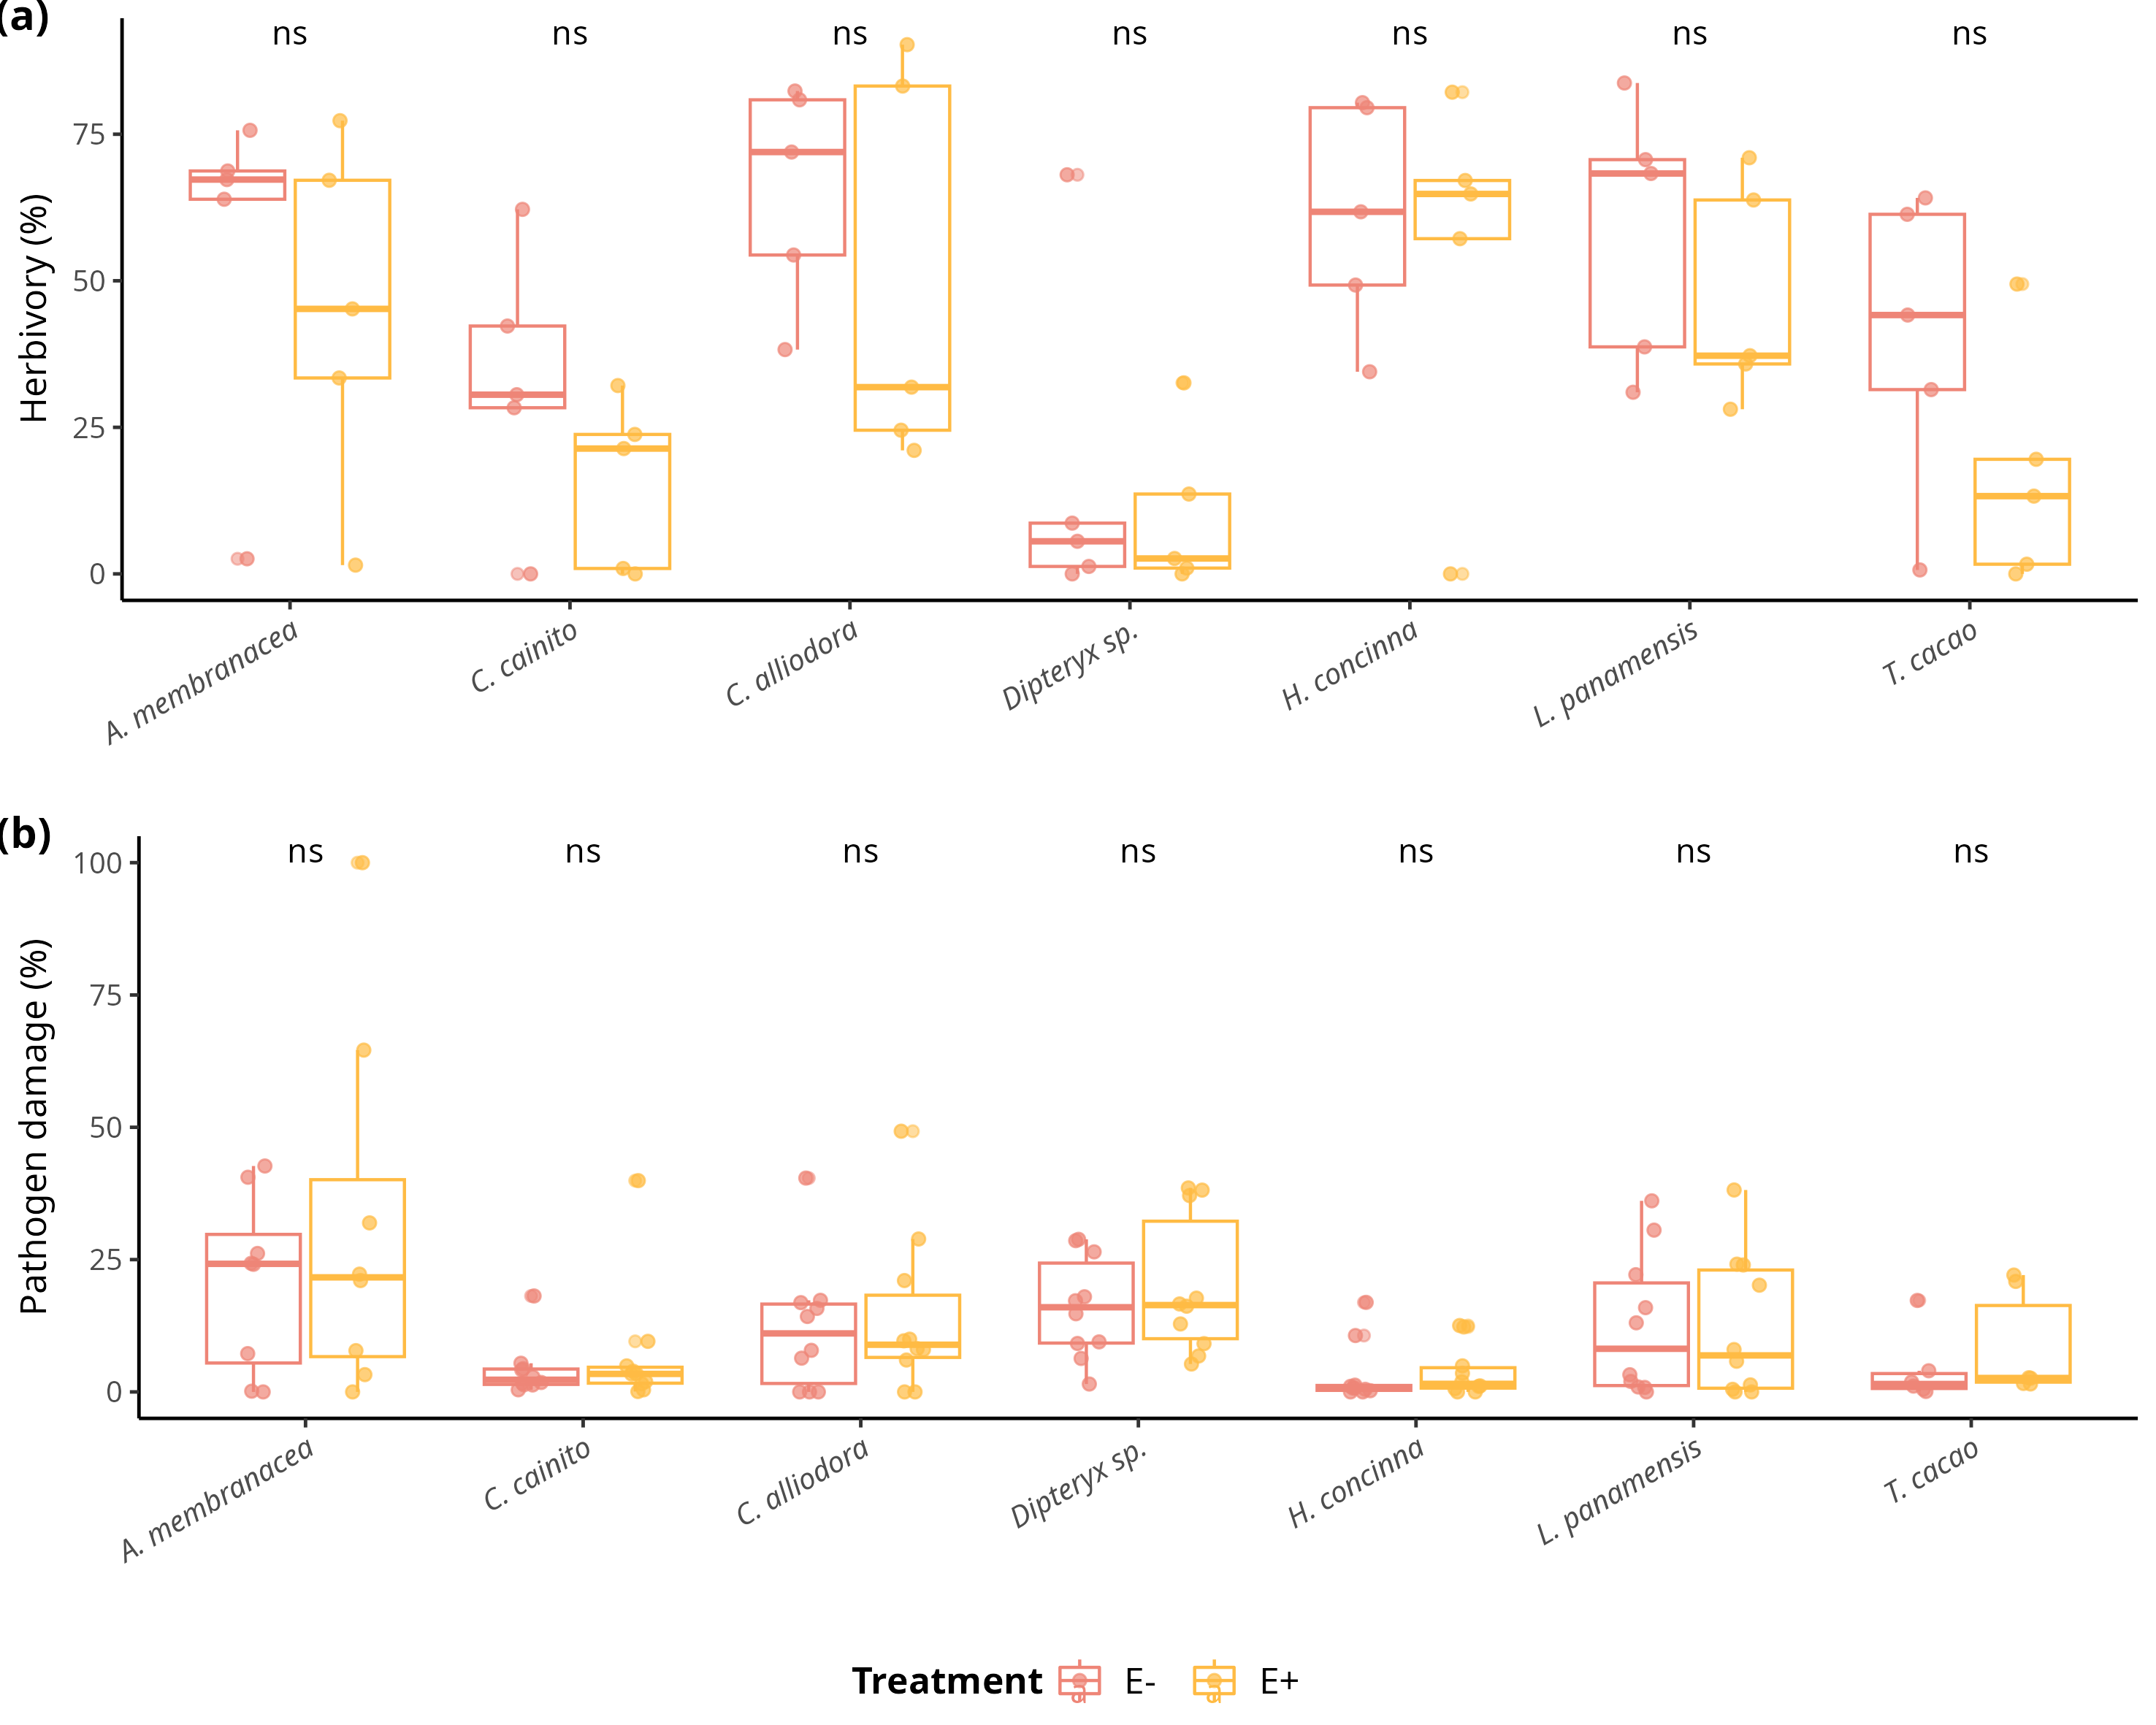 (a)
ns ns ns ns ns ns ns
Herbivory (%)
75
50
25
0
A. membranacea C. cainito C. alliodora Dipteryx sp. H. concinna L. panamensis T. cacao
(b)
ns ns ns ns ns ns ns
Pathogen damage (%)
100
75
50
25
0
A. membranacea C. cainito C. alliodora Dipteryx sp. H. concinna L. panamensis T. cacao
Treatment E- E+